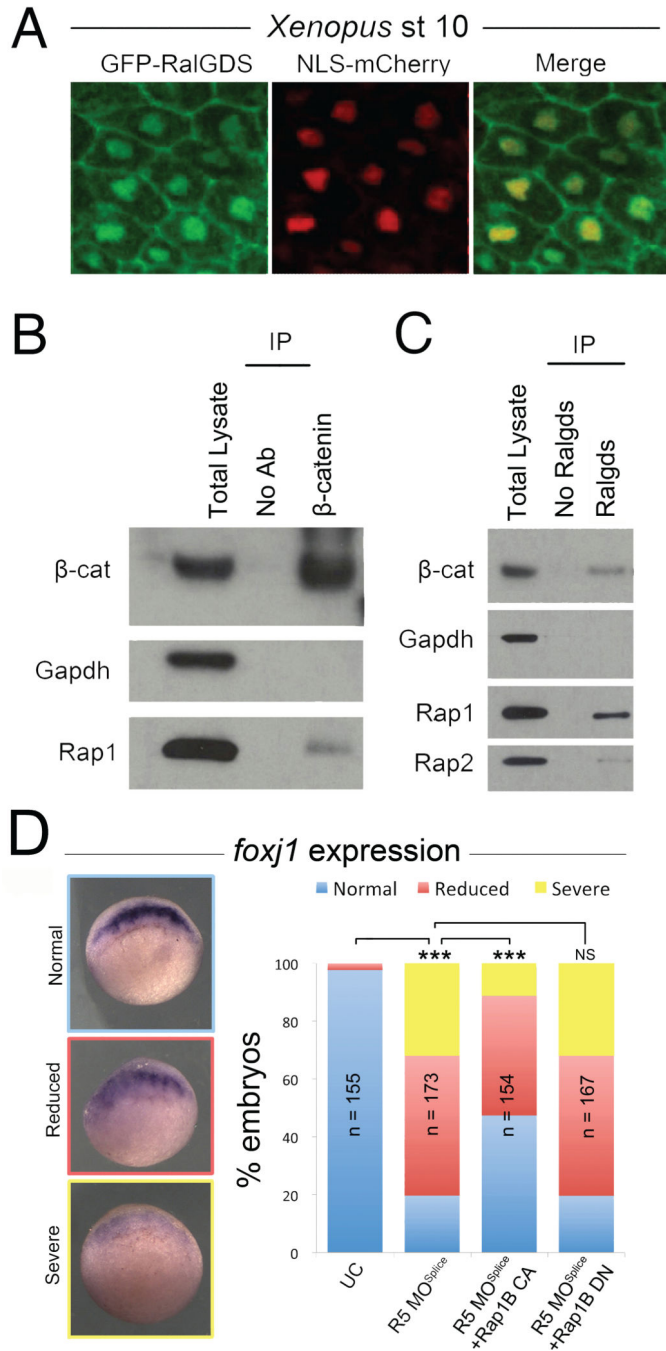 A
Xenopus st 10
GFP-RalGDS NLS-mCherry Merge
B
IP
Total Lysate
No Ab
β-catenin
β-cat
Gapdh
Rap1
C
IP
Total Lysate
No Ralgds
Ralgds
β-cat
Gapdh
Rap1
Rap2
D
foxj1 expression
Normal
Reduced
Severe
Normal Reduced Severe
*** *** NS
% embryos
100
80
60
40
20
0
n = 155
n = 173
n = 154
n = 167
UC
R5 MOSplice
R5 MOSplice
+Rap1B CA
R5 MOSplice
+Rap1B DN